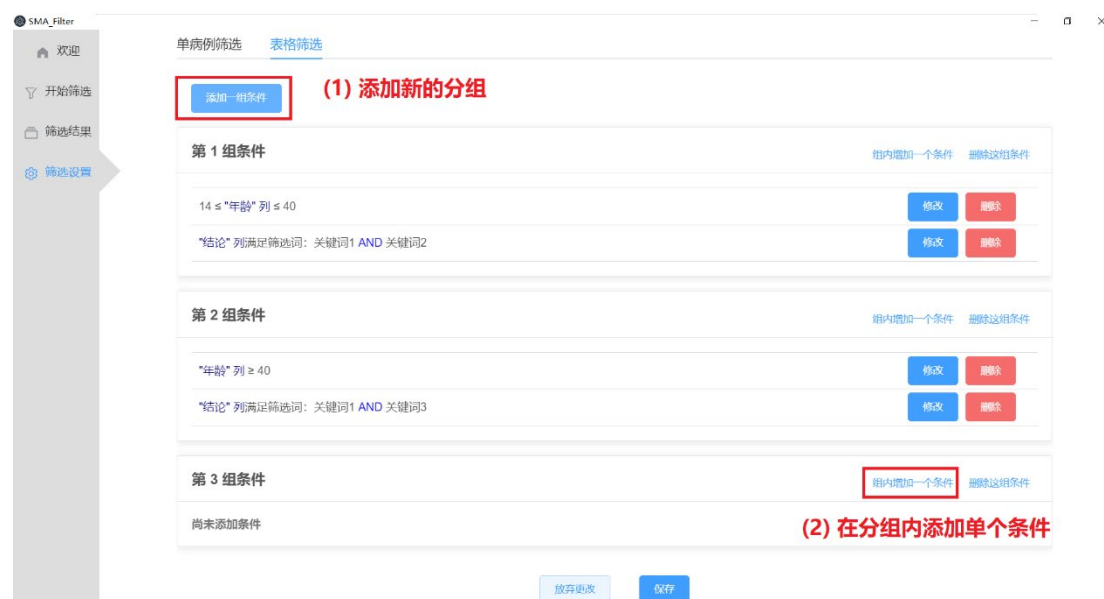 SMA_Filter
欢迎
开始筛选
筛选结果
筛选设置
单病例筛选 表格筛选
添加一组条件
(1) 添加新的分组
第 1 组条件 组内增加一个条件 删除这组条件
14 ≤ "年龄" 列 ≤ 40 修改 删除
"结论" 列满足筛选词：关键词1 AND 关键词2 修改 删除
第 2 组条件 组内增加一个条件 删除这组条件
"年龄" 列 ≥ 40 修改 删除
"结论" 列满足筛选词：关键词1 AND 关键词3 修改 删除
第 3 组条件 组内增加一个条件 删除这组条件
尚未添加条件
(2) 在分组内添加单个条件
放弃更改 保存